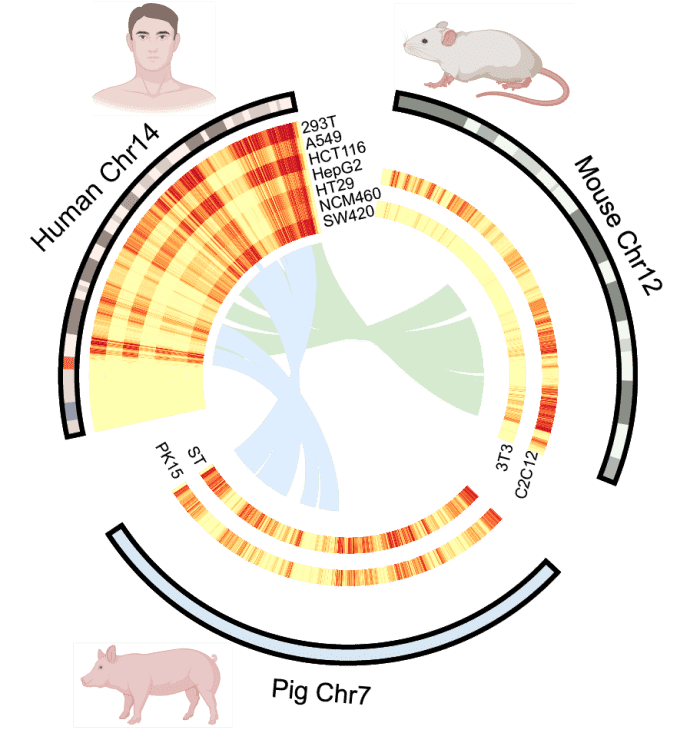 Human Chr14
293T
A549
HCT116
HepG2
HT29
NCM460
SW420
Mouse Chr12
3T3
C2C12
ST
PK15
Pig Chr7